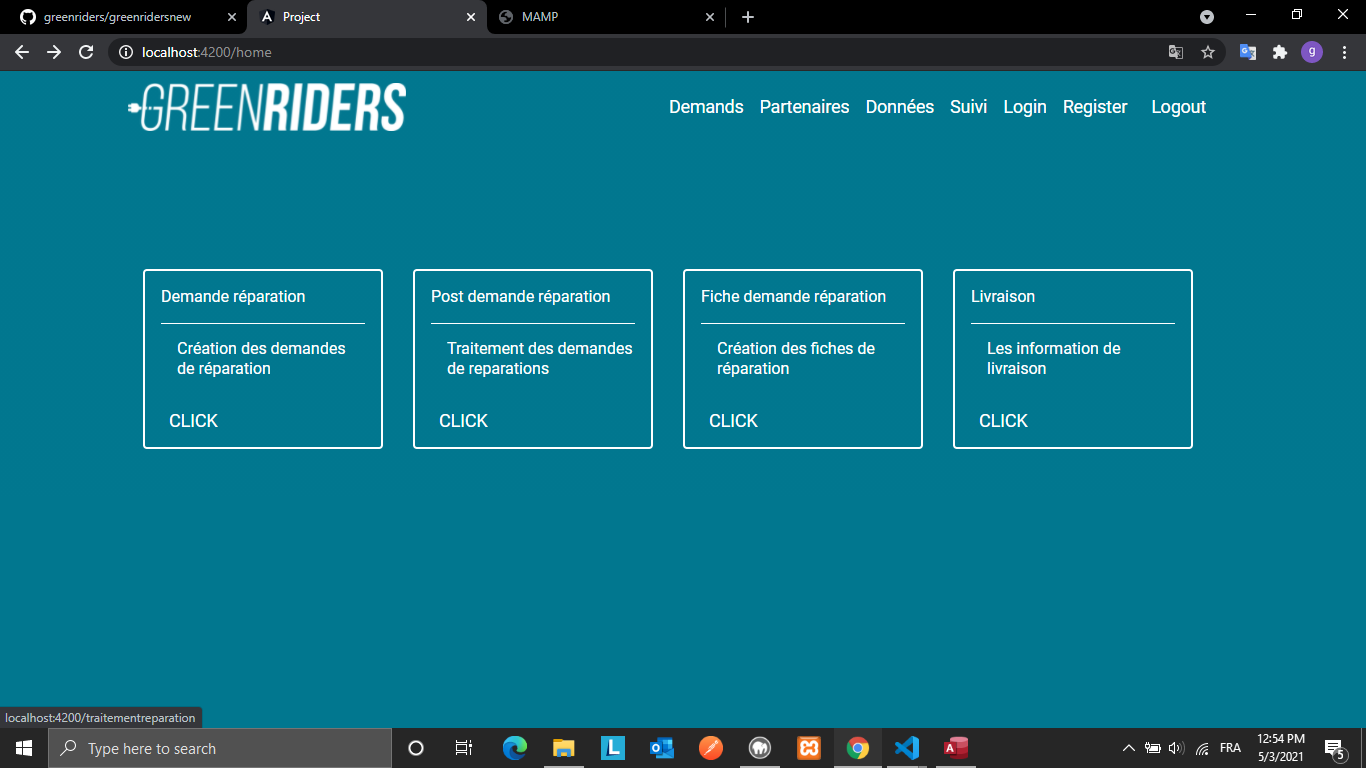 greenriders/greenridersnew
Project
MAMP
localhost:4200/home
g
GREENRIDERS
Demands Partenaires Données Suivi Login Register Logout
Demande réparation
Création des demandes
de réparation
CLICK
Post demande réparation
Traitement des demandes
de reparations
CLICK
Fiche demande réparation
Création des fiches de
réparation
CLICK
Livraison
Les information de
livraison
CLICK
localhost:4200/traitementreparation
Type here to search
L
FRA
12:54 PM
5/3/2021
5